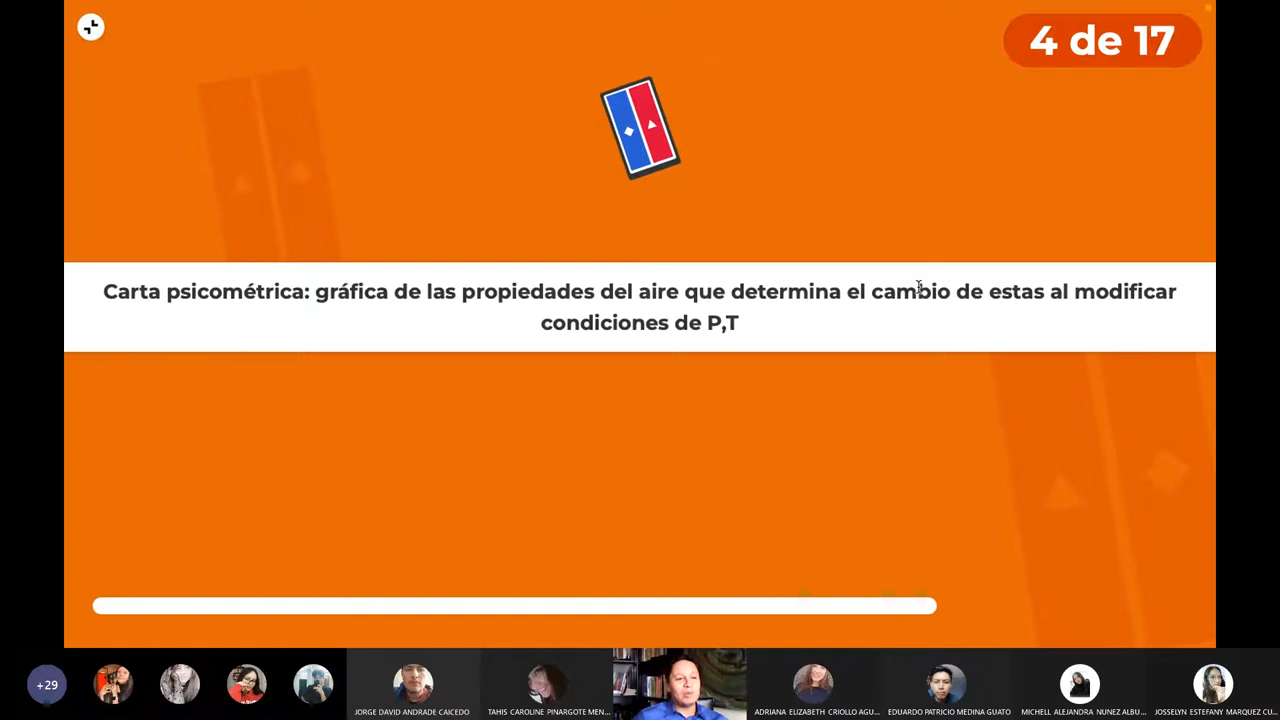 4 de 17
Carta psicométrica: gráfica de las propiedades del aire que determina el cambio de estas al modificar
condiciones de P,T
+29
JORGE DAVID ANDRADE CAICEDO
TAHIS CAROLINE PINARGOTE MEN...
ADRIANA ELIZABETH CRIOLLO AGU...
EDUARDO PATRICIO MEDINA GUATO
MICHELL ALEJANDRA NUNEZ ALBU...
JOSSELYN ESTEFANY MARQUEZ CU...